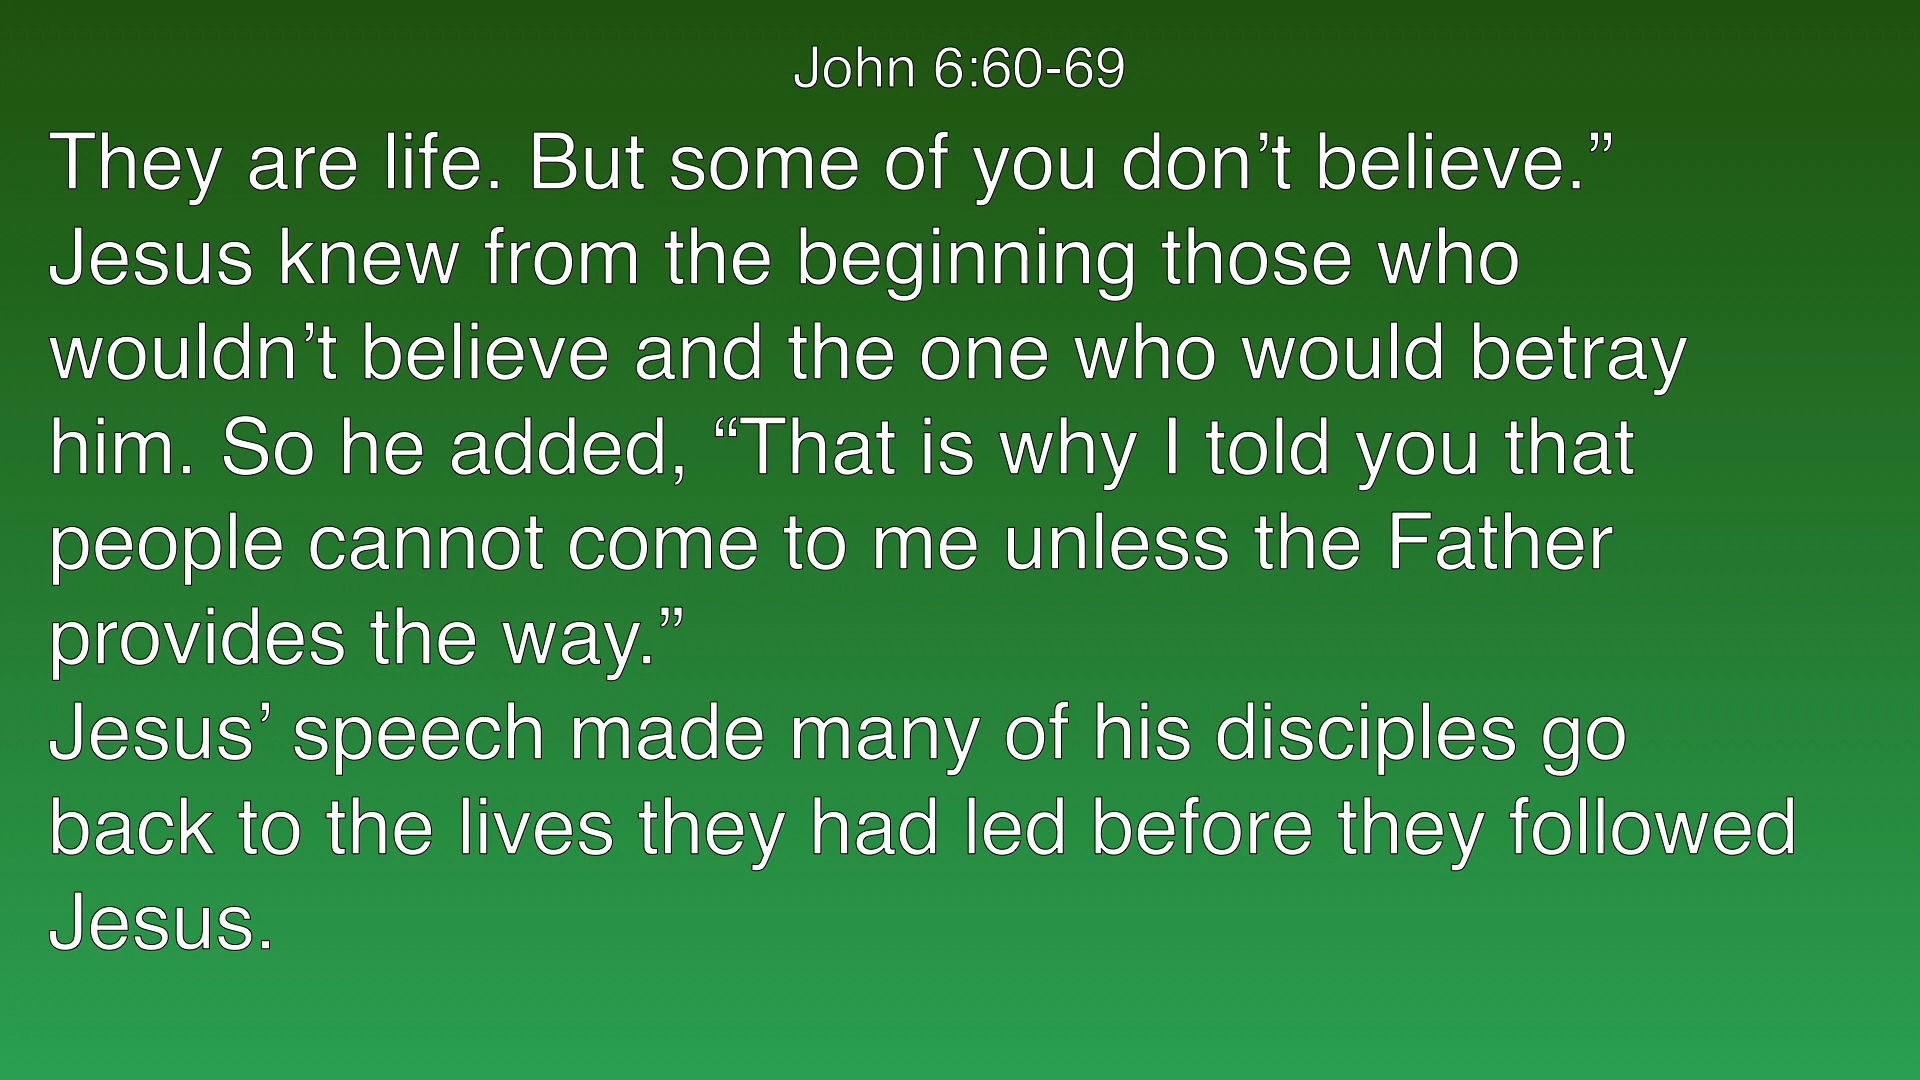 John 6:60-69
They are life. But some of you don’t believe.”
Jesus knew from the beginning those who
wouldn’t believe and the one who would betray
him. So he added, “That is why I told you that
people cannot come to me unless the Father
provides the way.”
Jesus’ speech made many of his disciples go
back to the lives they had led before they followed
Jesus.